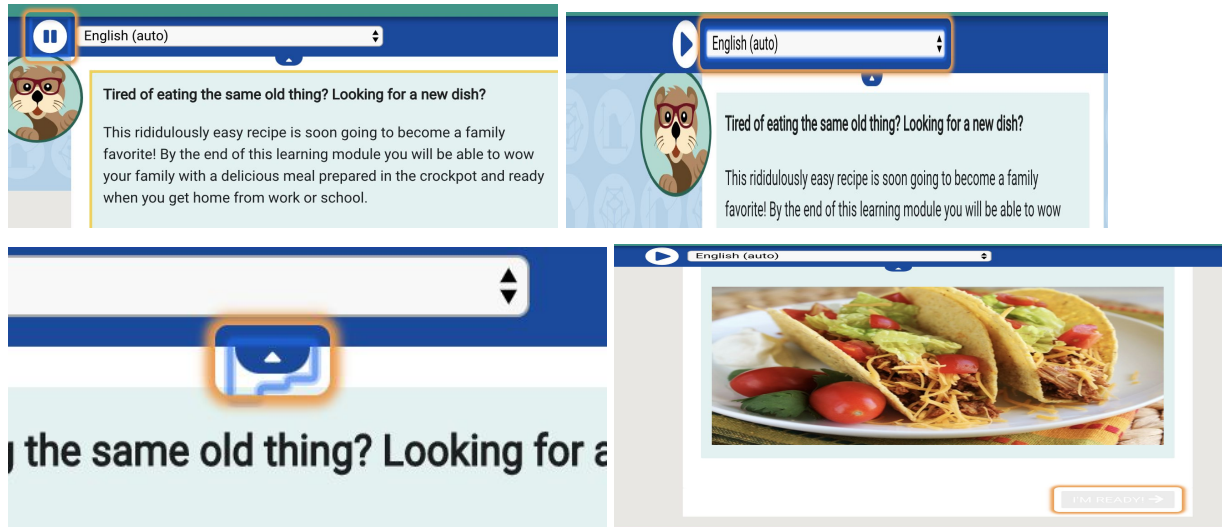 English (auto)
Tired of eating the same old thing? Looking for a new dish?
This rididulously easy recipe is soon going to become a family
favorite! By the end of this learning module you will be able to wow
your family with a delicious meal prepared in the crockpot and ready
when you get home from work or school.
English (auto)
Tired of eating the same old thing? Looking for a new dish?
This rididulously easy recipe is soon going to become a family
favorite! By the end of this learning module you will be able to wow
the same old thing? Looking for a
English (auto)
I'M READY!